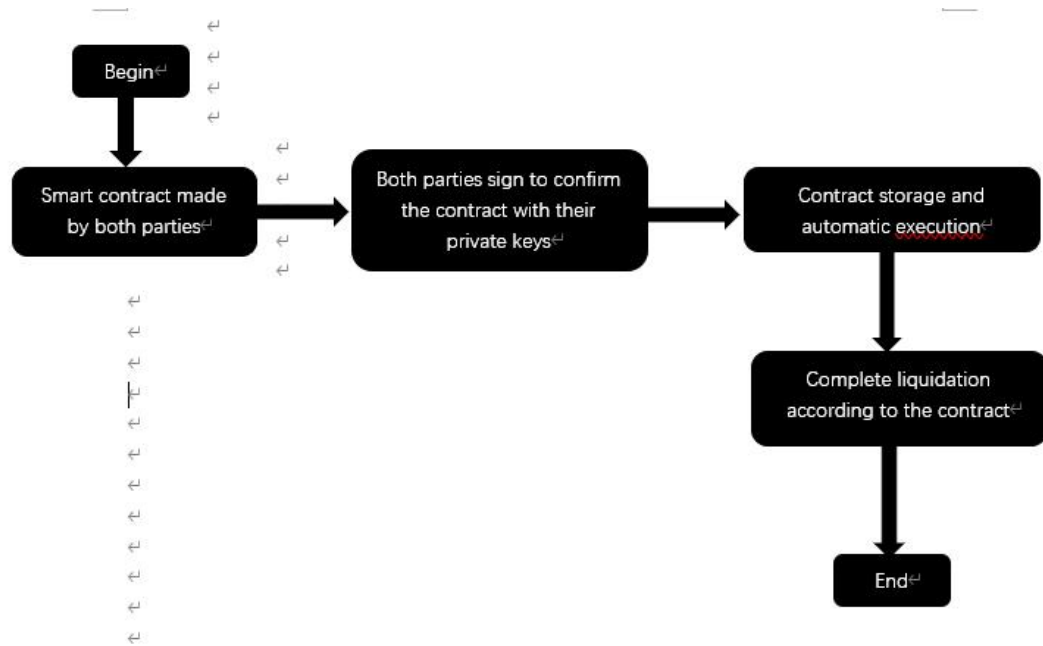 Begin
Smart contract made
by both parties
Both parties sign to confirm
the contract with their
private keys
Contract storage and
automatic execution
Complete liquidation
according to the contract
End